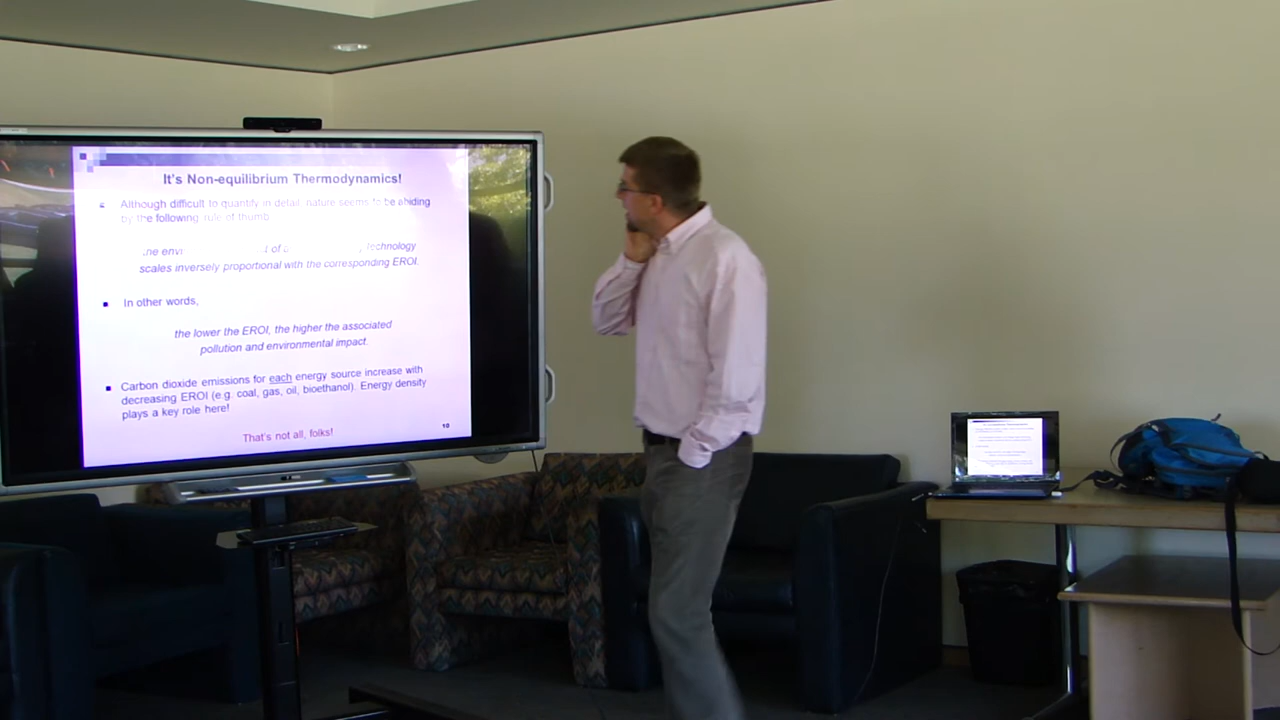 It's Non-equilibrium Thermodynamics!
Although difficult to quantify in detail, nature seems to be abiding
by the following rule of thumb
of
technology
scales inversely proportional with the corresponding EROI.
In other words,
the lower the EROI, the higher the associated
pollution and environmental impact.
Carbon dioxide emissions for each energy source increase with
decreasing EROI (e.g. coal, gas, oil, bioethanol). Energy density
plays a key role here!
10
That's not all, folks!